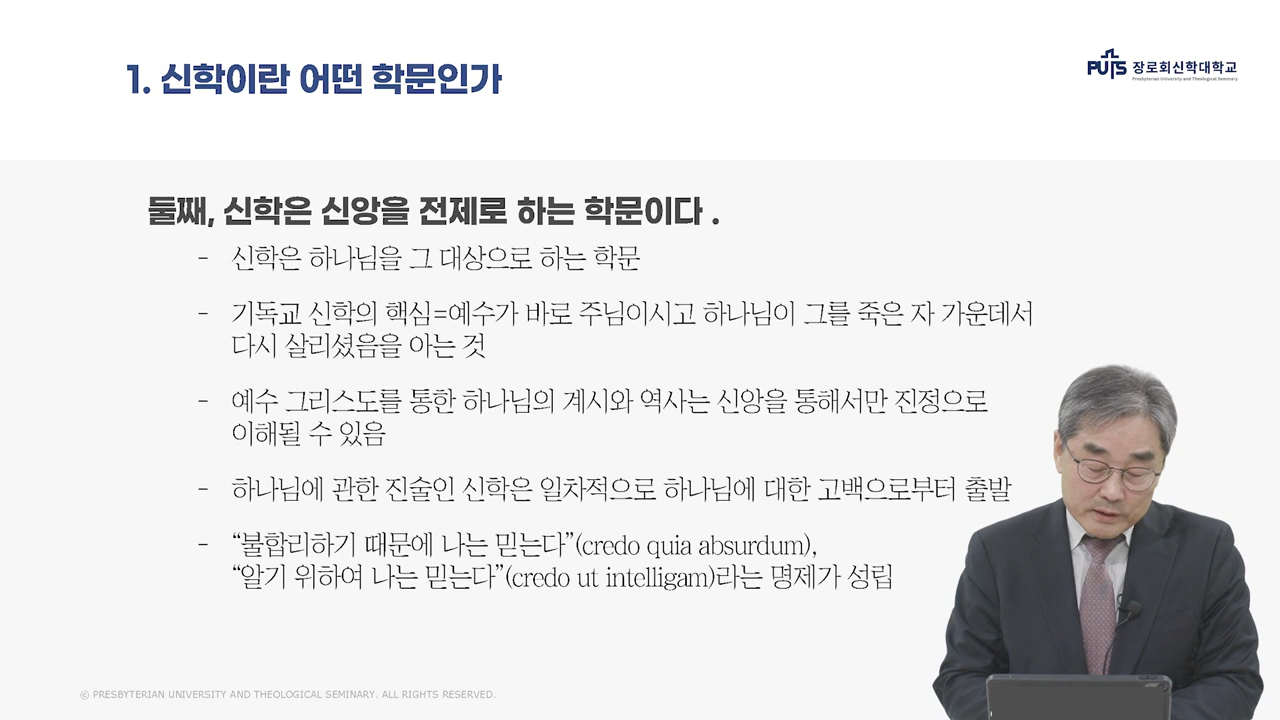 1. 신학이란 어떤 학문인가
PUTS 장로회신학대학교
Presbyterian University and Theological Seminary
둘째, 신학은 신앙을 전제로 하는 학문이다 .
- 신학은 하나님을 그 대상으로 하는 학문
- 기독교 신학의 핵심=예수가 바로 주님이시고 하나님이 그를 죽은 자 가운데서
다시 살리셨음을 아는 것
- 예수 그리스도를 통한 하나님의 계시와 역사는 신앙을 통해서만 진정으로
이해될 수 있음
- 하나님에 관한 진술인 신학은 일차적으로 하나님에 대한 고백으로부터 출발
- “불합리하기 때문에 나는 믿는다”(credo quia absurdum),
“알기 위하여 나는 믿는다”(credo ut intelligam)라는 명제가 성립
© PRESBYTERIAN UNIVERSITY AND THEOLOGICAL SEMINARY. ALL RIGHTS RESERVED.